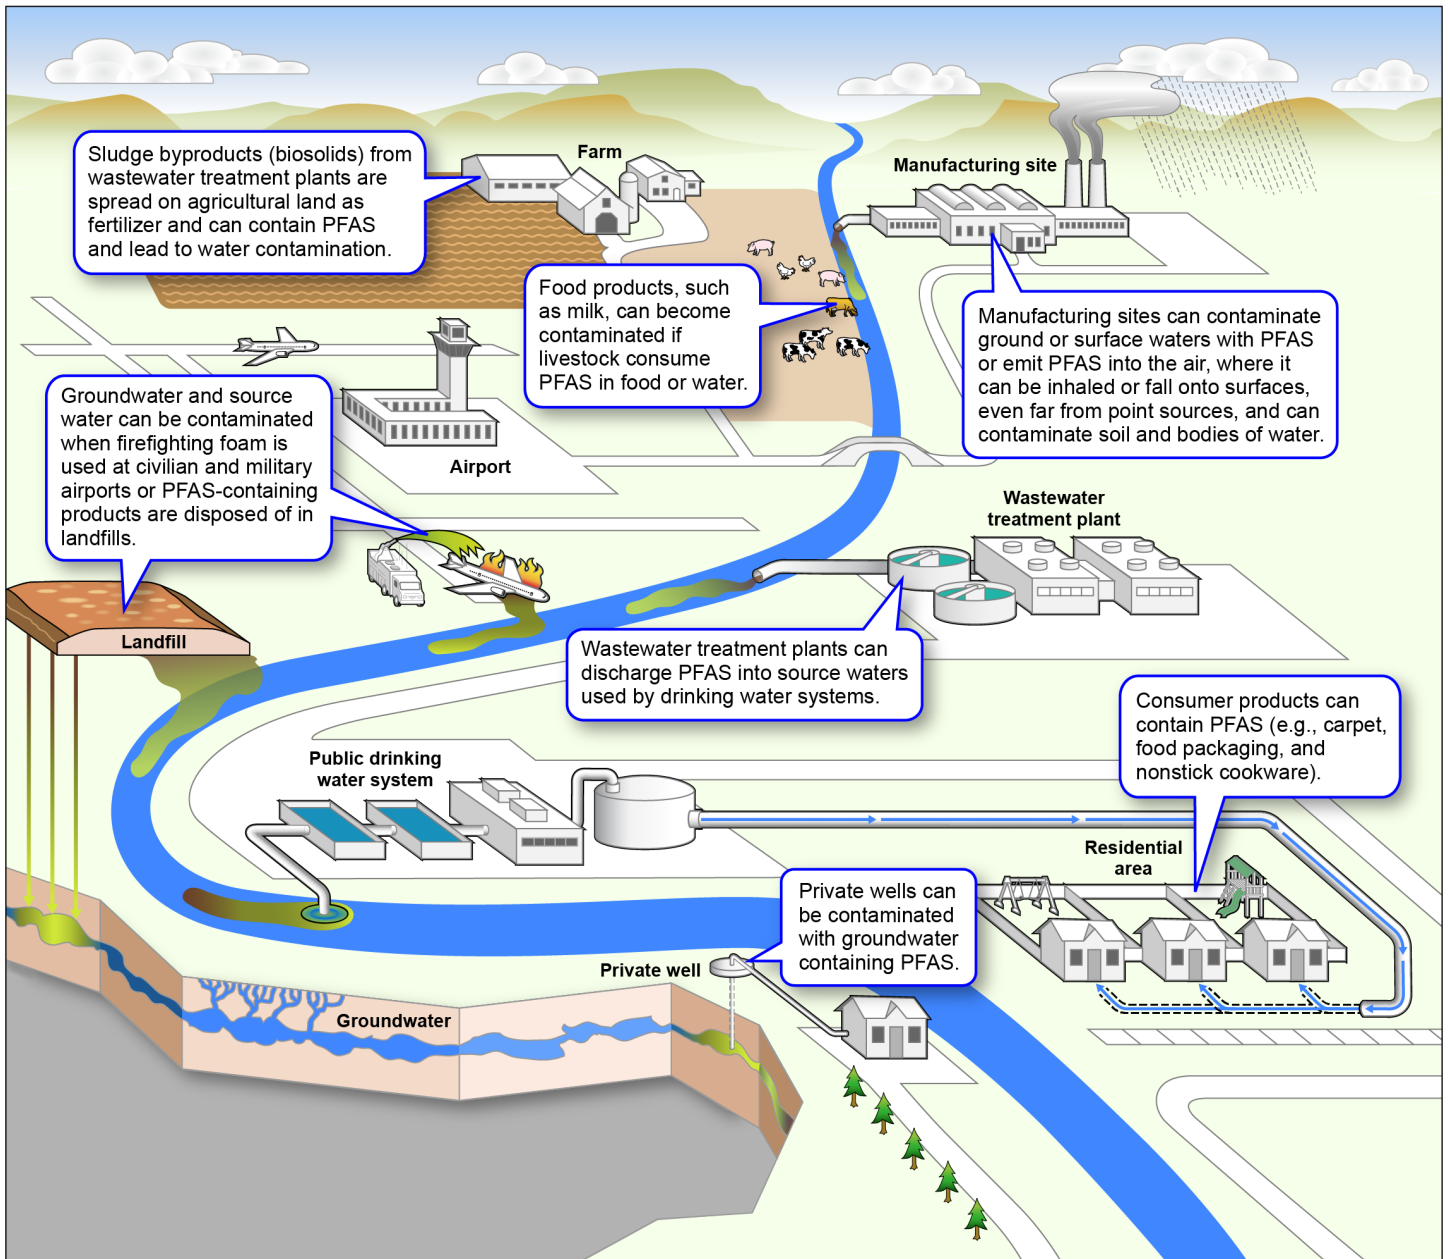 Sludge byproducts (biosolids) from
wastewater treatment plants are
spread on agricultural land as
fertilizer and can contain PFAS
and lead to water contamination.
Farm
Manufacturing site
Food products, such
as milk, can become
contaminated if
livestock consume
PFAS in food or water.
Manufacturing sites can contaminate
ground or surface waters with PFAS
or emit PFAS into the air, where it
can be inhaled or fall onto surfaces,
even far from point sources, and can
contaminate soil and bodies of water.
Groundwater and source
water can be contaminated
when firefighting foam is
used at civilian and military
airports or PFAS-containing
products are disposed of in
landfills.
Airport
Wastewater
treatment plant
Landfill
Wastewater treatment plants can
discharge PFAS into source waters
used by drinking water systems.
Consumer products can
contain PFAS (e.g., carpet,
food packaging, and
nonstick cookware).
Public drinking
water system
Residential
area
Private wells can
be contaminated
with groundwater
containing PFAS.
Private well
Groundwater